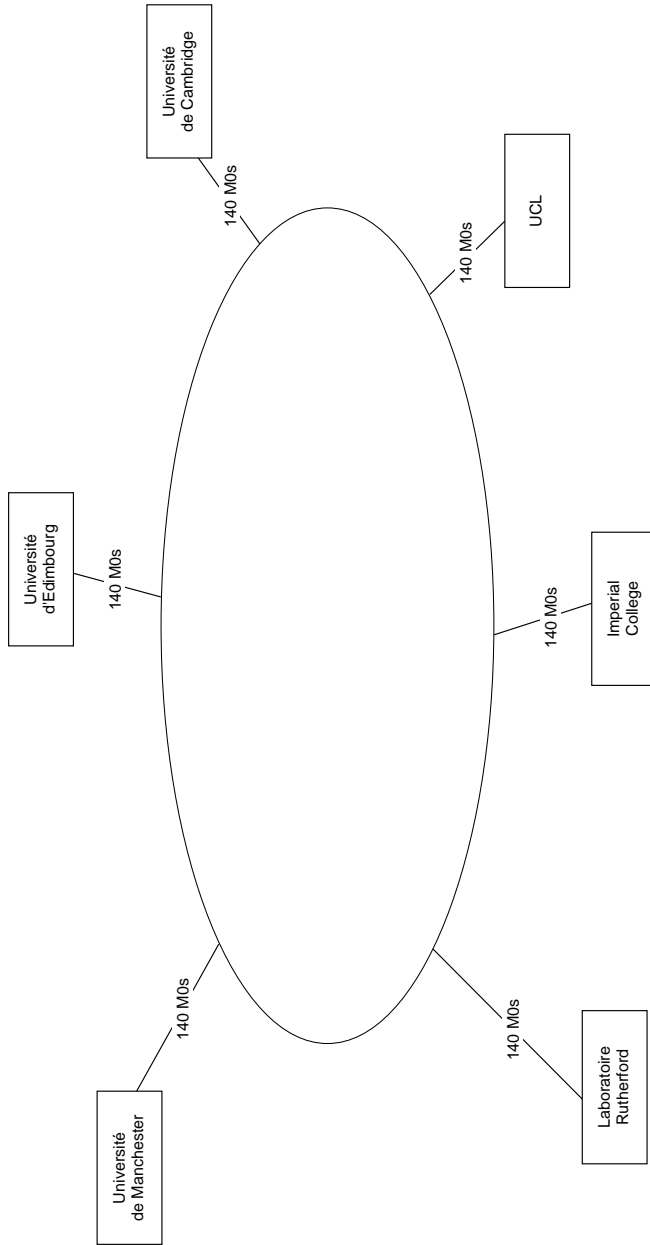 Université
de Manchester
140 M0s
Université
d'Edimbourg
140 M0s
Université
de Cambridge
140 M0s
Laboratoire
Rutherford
140 M0s
Imperial
College
140 M0s
UCL
140 M0s